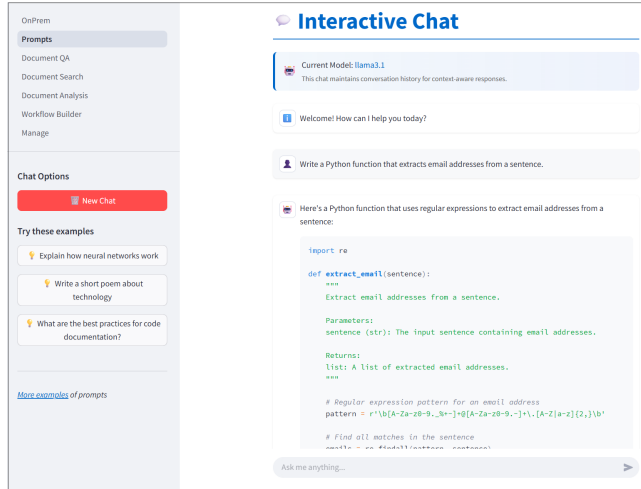 OnPrem
Prompts
Document QA
Document Search
Document Analysis
Workflow Builder
Manage
Chat Options
New Chat
Try these examples
Explain how neural networks work
Write a short poem about
technology
What are the best practices for code
documentation?
More examples of prompts
Interactive Chat
Current Model: llama3.1
This chat maintains conversation history for context-aware responses.
Welcome! How can I help you today?
Write a Python function that extracts email addresses from a sentence.
Here's a Python function that uses regular expressions to extract email addresses from a
sentence:
import re
def extract_email(sentence):
"""
Extract email addresses from a sentence.
Parameters:
sentence (str): The input sentence containing email addresses.
Returns:
list: A list of extracted email addresses.
"""
# Regular expression pattern for an email address
pattern = r'\b[A-Za-z0-9._%+-]+@[A-Za-z0-9.-]+\.[A-Z|a-z]{2,}\b'
# Find all matches in the sentence
emails = re.findall(pattern, sentence)
Ask me anything...